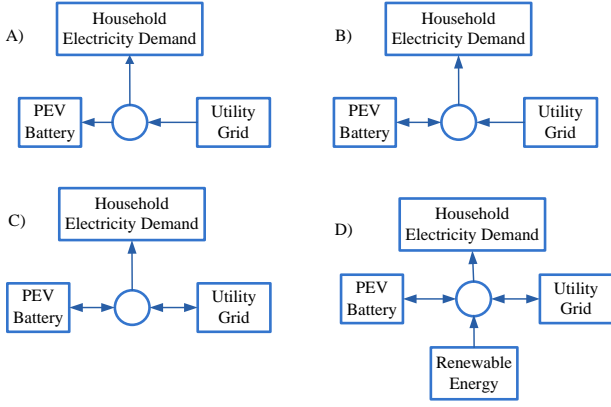 A)
Household
Electricity Demand
PEV
Battery
Utility
Grid
B)
Household
Electricity Demand
PEV
Battery
Utility
Grid
C)
Household
Electricity Demand
PEV
Battery
Utility
Grid
D)
Household
Electricity Demand
PEV
Battery
Utility
Grid
Renewable
Energy